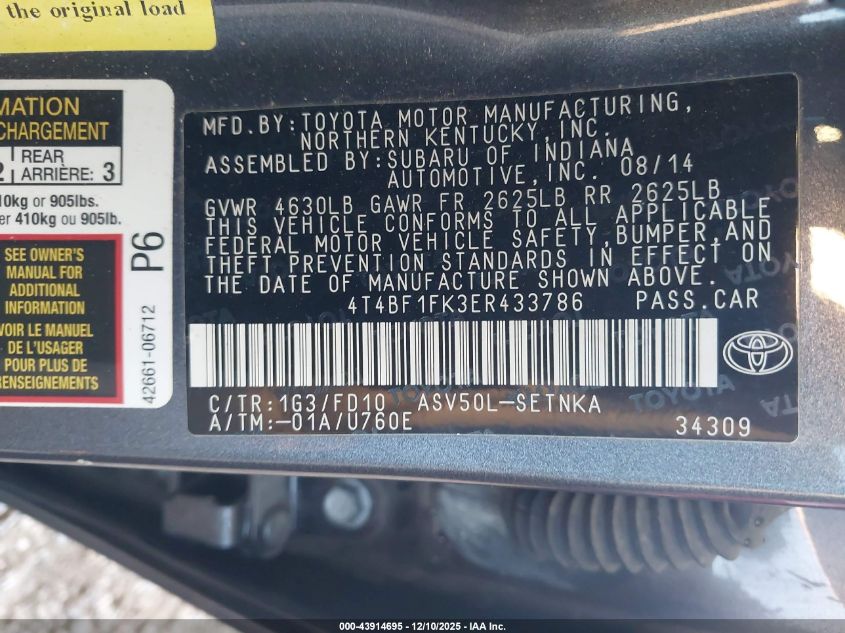 the original load
MATION
CHARGEMENT
2 REAR ARRIÈRE: 3
10kg or 905lbs.
er 410kg ou 905lb.
SEE OWNER'S
MANUAL FOR
ADDITIONAL
INFORMATION
VOIR LE MANUEL
DE L'USAGER
POUR PLUS DE
RENSEIGNEMENTS
P6
42661-06712
MFD.BY:TOYOTA MOTOR MANUFACTURING,
NORTHERN KENTUCKY,INC.
ASSEMBLED BY:SUBARU OF INDIANA
AUTOMOTIVE,INC. 08/14
GVWR 4630LB GAWR FR 2625LB RR 2625LB
THIS VEHICLE CONFORMS TO ALL APPLICABLE
FEDERAL MOTOR VEHICLE SAFETY,BUMPER,AND
THEFT PREVENTION STANDARDS IN EFFECT ON
THE DATE OF MANUFACTURE SHOWN ABOVE.
4T4BF1FK3ER433786 PASS.CAR
C/TR:1G3/FD10 ASV50L-SETNKA
A/TM:-01A/U760E 34309
000-43914695 - 12/10/2025 - IAA Inc.